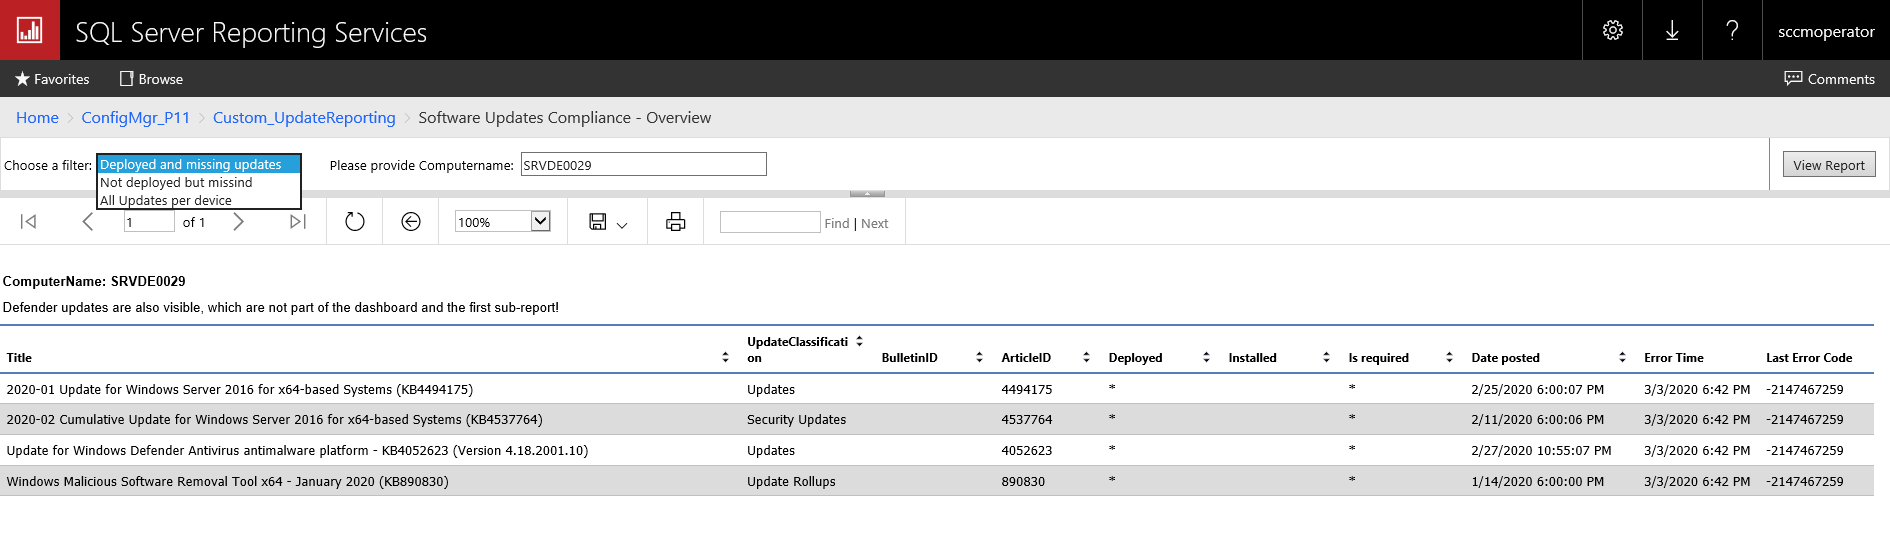 SQL Server Reporting Services
sccmoperator
Favorites Browse Comments
Home > ConfigMgr_P11 > Custom_UpdateReporting > Software Updates Compliance - Overview
Choose a filter: Deployed and missing updates Please provide Computername: SRVDE0029 View Report
Not deployed but missind
All Updates per device
1 of 1 100% Find | Next
ComputerName: SRVDE0029
Defender updates are also visible, which are not part of the dashboard and the first sub-report!
Title UpdateClassificati
on BulletinID ArticleID Deployed Installed Is required Date posted Error Time Last Error Code
2020-01 Update for Windows Server 2016 for x64-based Systems (KB4494175) Updates 4494175 * * 2/25/2020 6:00:07 PM 3/3/2020 6:42 PM -2147467259
2020-02 Cumulative Update for Windows Server 2016 for x64-based Systems (KB4537764) Security Updates 4537764 * * 2/11/2020 6:00:06 PM 3/3/2020 6:42 PM -2147467259
Update for Windows Defender Antivirus antimalware platform - KB4052623 (Version 4.18.2001.10) Updates 4052623 * * 2/27/2020 10:55:07 PM 3/3/2020 6:42 PM -2147467259
Windows Malicious Software Removal Tool x64 - January 2020 (KB890830) Update Rollups 890830 * * 1/14/2020 6:00:00 PM 3/3/2020 6:42 PM -2147467259